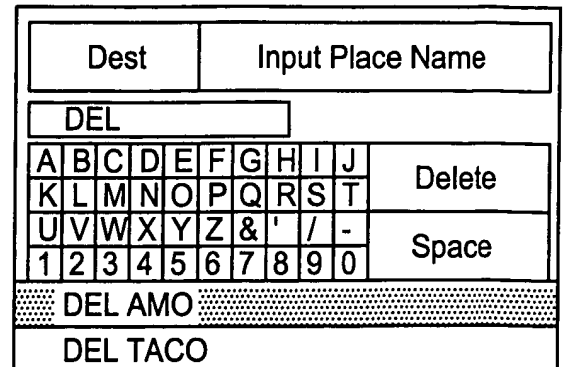 Dest Input Place Name
DEL
A B C D E F G H I J
K L M N O P Q R S T
Delete
U V W X Y Z & ' / -
1 2 3 4 5 6 7 8 9 0
Space
DEL AMO
DEL TACO